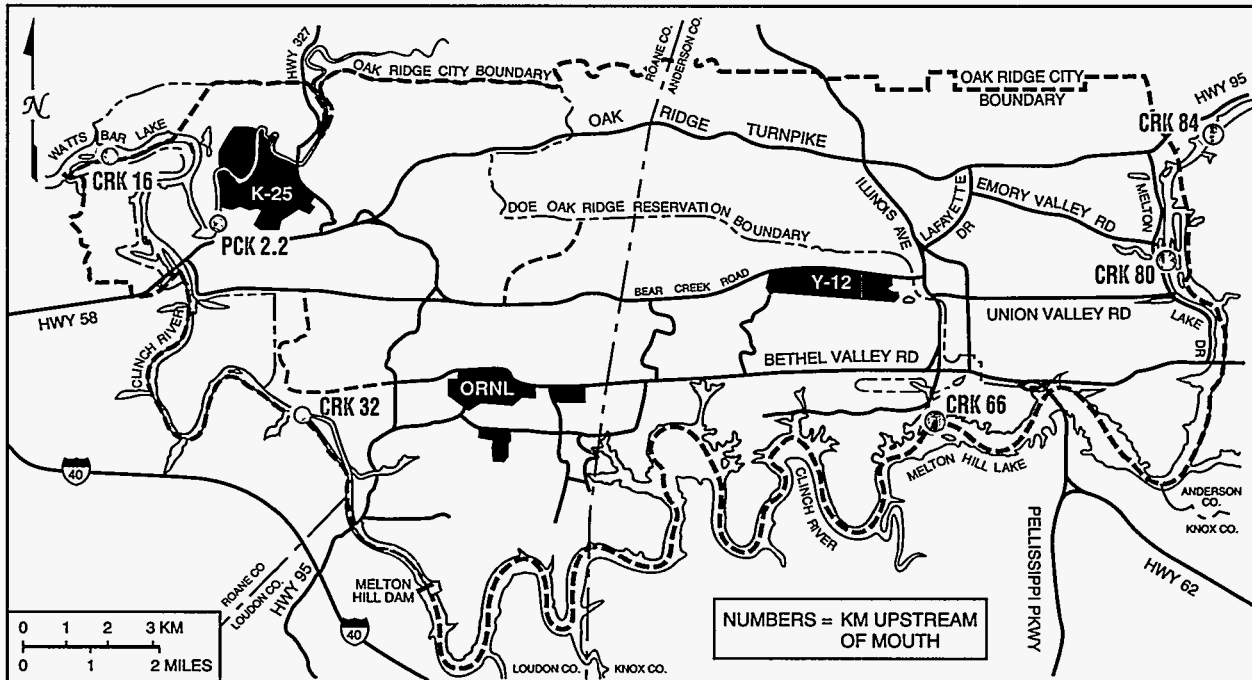 N
HWY 327
OAK RIDGE CITY BOUNDARY
ROANE CO.
ANDERSON CO.
OAK RIDGE CITY
BOUNDARY
HWY 95
CRK 84
WATTS BAR LAKE
CRK 16
K-25
PCK 2.2
OAK RIDGE TURNPIKE
ILLINOIS AVE
LAFAYETTE
DR
EMORY VALLEY RD
MELTON
DOE OAK RIDGE RESERVATION BOUNDARY
CRK 80
HWY 58
BEAR CREEK ROAD
Y-12
UNION VALLEY RD
LAKE DR
CLINCH RIVER
BETHEL VALLEY RD
ORNL
CRK 32
CRK 66
MELTON HILL LAKE
CLINCH RIVER
40
ANDERSON CO.
KNOX CO.
PELLISSIPPI PKWY
HWY 62
ROANE CO
LOUDON CO.
HWY 95
MELTON
HILL DAM
40
LOUDON CO.
KNOX CO.
NUMBERS = KM UPSTREAM
OF MOUTH
0 1 2 3 KM
0 1 2 MILES